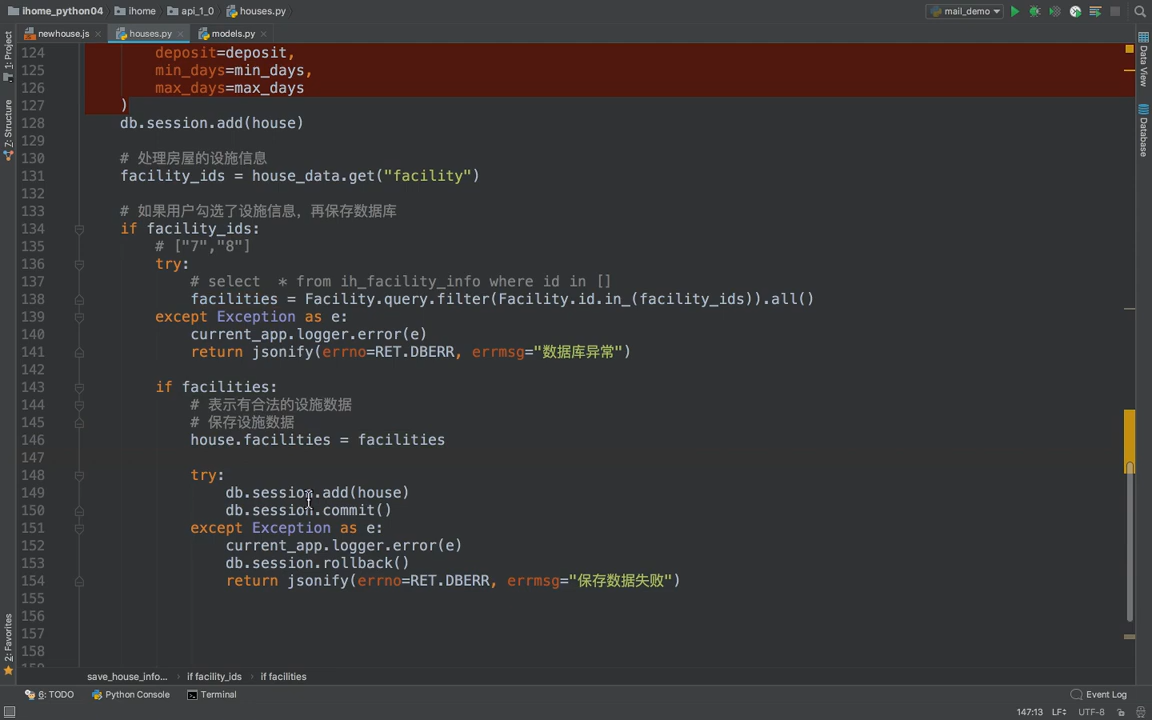 ihome_python04 ihome api_1_0 houses.py mail_demo
newhouse.js houses.py models.py
1: Project
7: Structure
2: Favorites
Data View
Database
124 deposit=deposit,
125 min_days=min_days,
126 max_days=max_days
127 )
128 db.session.add(house)
129
130 # 处理房屋的设施信息
131 facility_ids = house_data.get("facility")
132
133 # 如果用户勾选了设施信息，再保存数据库
134 if facility_ids:
135 # ["7","8"]
136 try:
137 # select * from ih_facility_info where id in []
138 facilities = Facility.query.filter(Facility.id.in_(facility_ids)).all()
139 except Exception as e:
140 current_app.logger.error(e)
141 return jsonify(errno=RET.DBERR, errmsg="数据库异常")
142
143 if facilities:
144 # 表示有合法的设施数据
145 # 保存设施数据
146 house.facilities = facilities
147
148 try:
149 db.session.add(house)
150 db.session.commit()
151 except Exception as e:
152 current_app.logger.error(e)
153 db.session.rollback()
154 return jsonify(errno=RET.DBERR, errmsg="保存数据失败")
155
156
157
158
159
save_house_info... if facility_ids if facilities
6: TODO Python Console Terminal Event Log
147:13 LF UTF-8